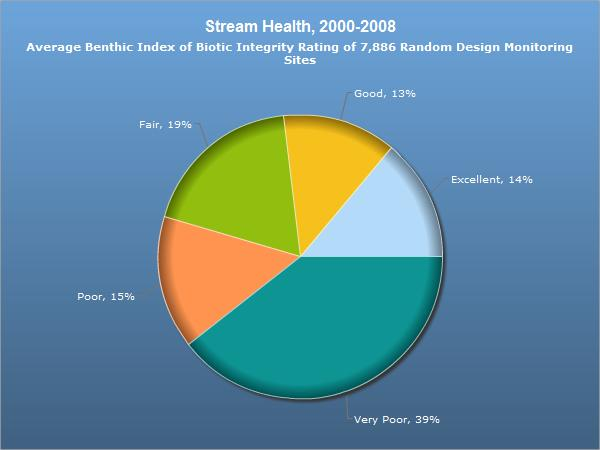 Stream Health, 2000-2008
Average Benthic Index of Biotic Integrity Rating of 7,886 Random Design Monitoring
Sites
Good, 13%
Fair, 19%
Excellent, 14%
Poor, 15%
Very Poor, 39%